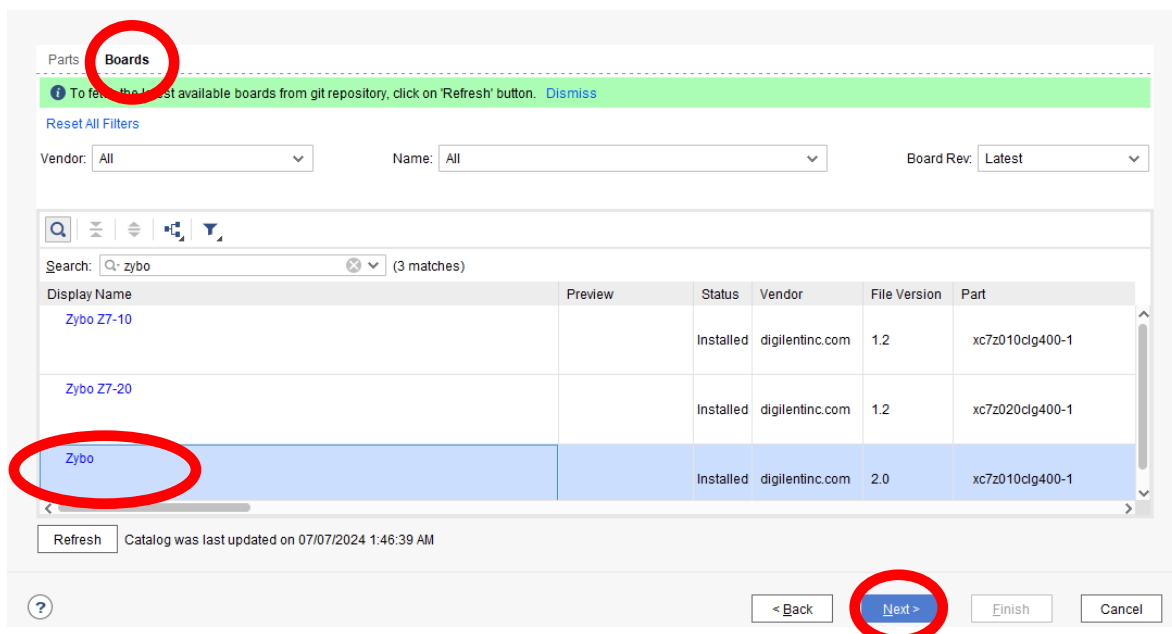 Parts Boards
To fetch the latest available boards from git repository, click on 'Refresh' button. Dismiss
Reset All Filters
Vendor: All Name: All Board Rev: Latest
Search: zybo (3 matches)
Display Name Preview Status Vendor File Version Part
Zybo Z7-10
Installed digilentinc.com 1.2 xc7z010clg400-1
Zybo Z7-20
Installed digilentinc.com 1.2 xc7z020clg400-1
Zybo
Installed digilentinc.com 2.0 xc7z010clg400-1
Refresh Catalog was last updated on 07/07/2024 1:46:39 AM
? < Back Next > Finish Cancel